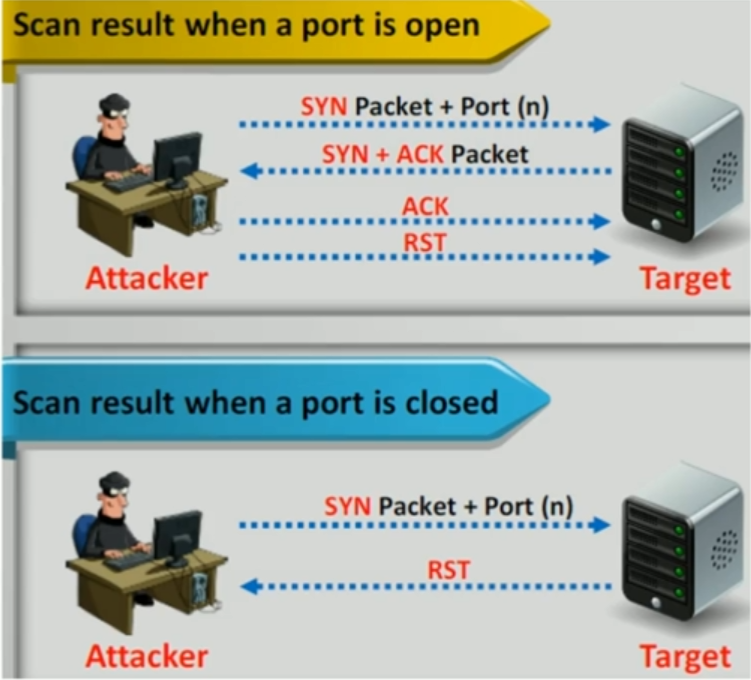 Scan result when a port is open
SYN Packet + Port (n)
SYN + ACK Packet
ACK
RST
Attacker
Target
Scan result when a port is closed
SYN Packet + Port (n)
RST
Attacker
Target